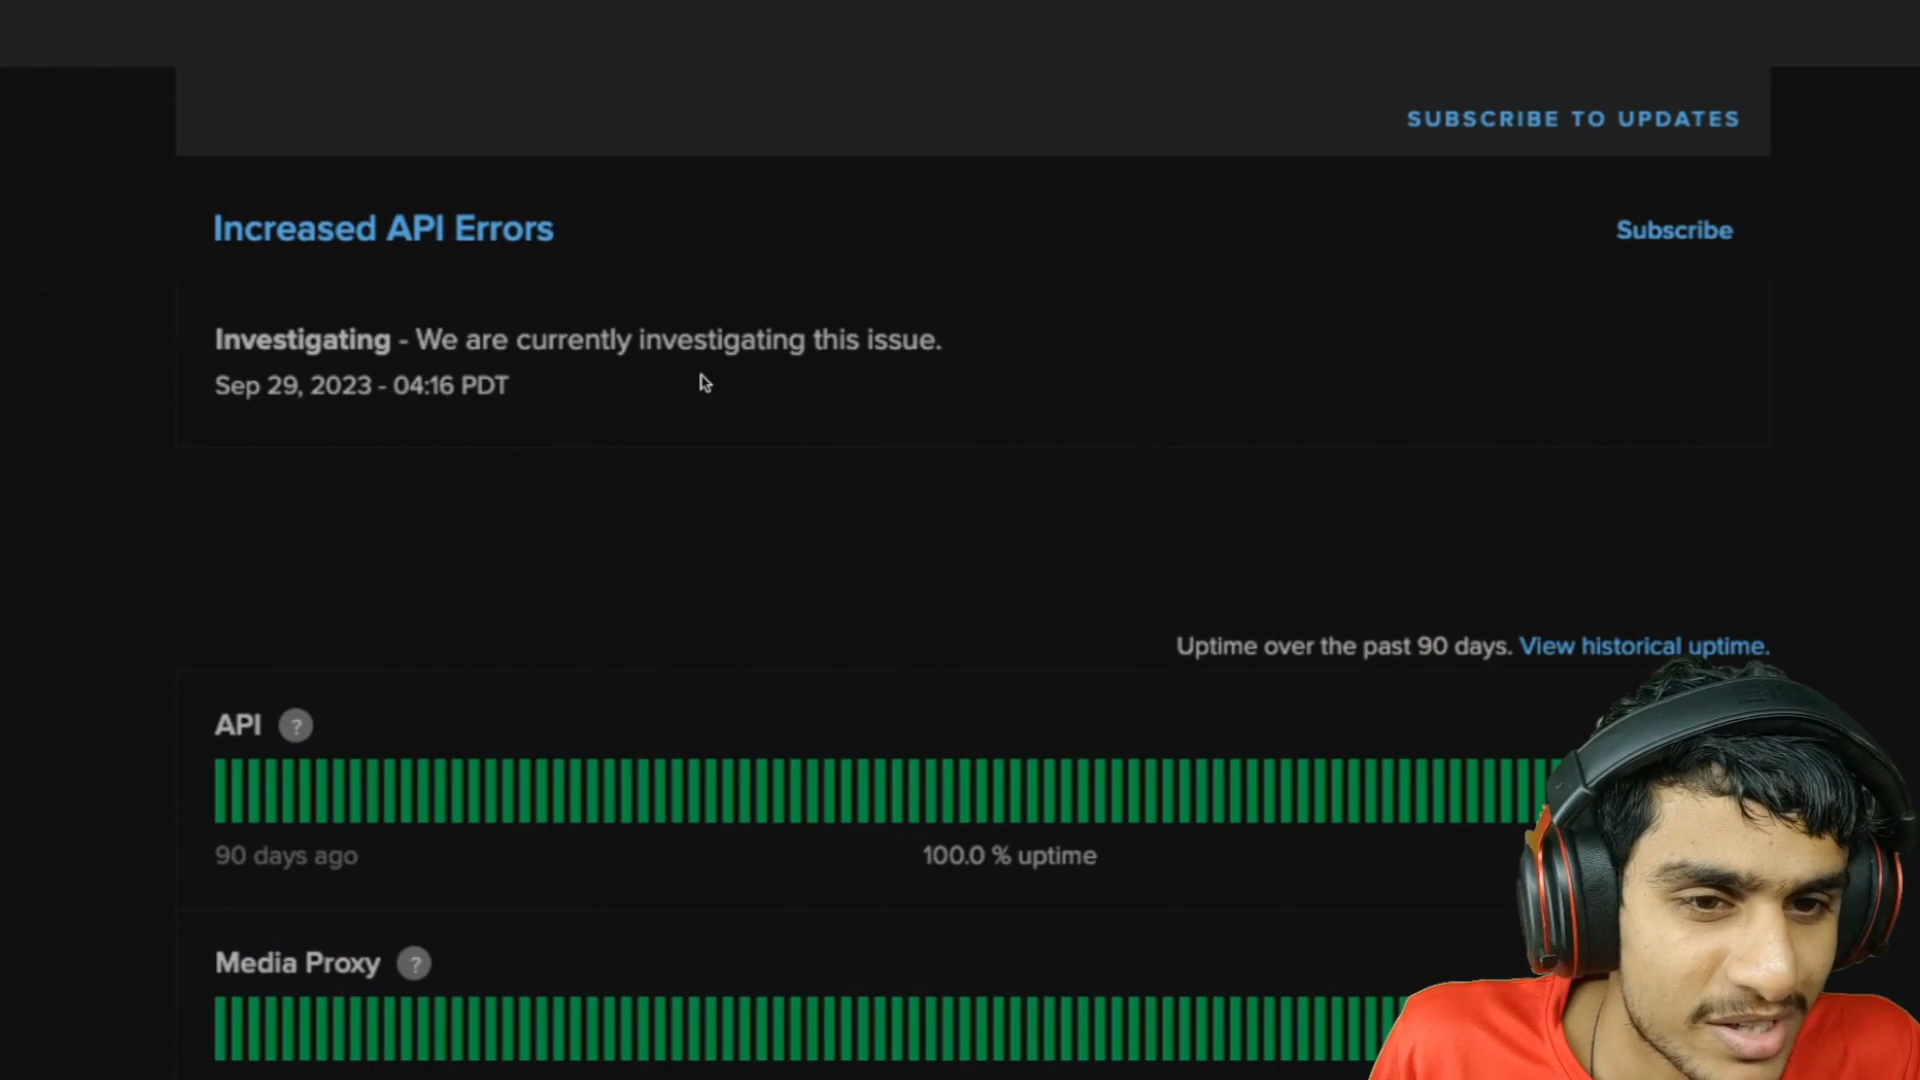 SUBSCRIBE TO UPDATES
Increased API Errors
Subscribe
Investigating - We are currently investigating this issue.
Sep 29, 2023 - 04:16 PDT
Uptime over the past 90 days. View historical uptime.
API ?
90 days ago
100.0 % uptime
Media Proxy ?